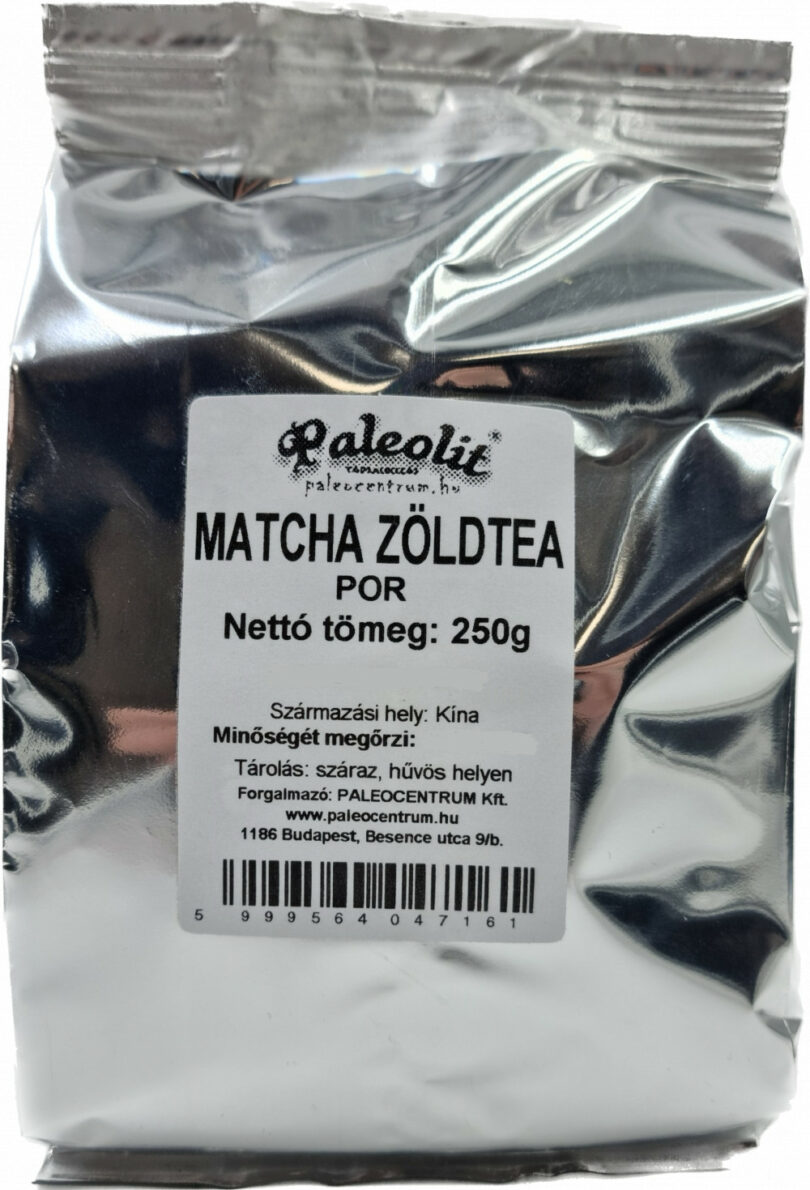 Paleolit*
TÁPLÁLKOZÁS
paleocentrum.hu
MATCHA ZÖLDTEA
POR
Nettó tömeg: 250g
Származási hely: Kína
Minőségét megőrzi:
Tárolás: száraz, hűvös helyen
Forgalmazó: PALEOCENTRUM Kft.
www.paleocentrum.hu
1186 Budapest, Besence utca 9/b.
5 999564 047161